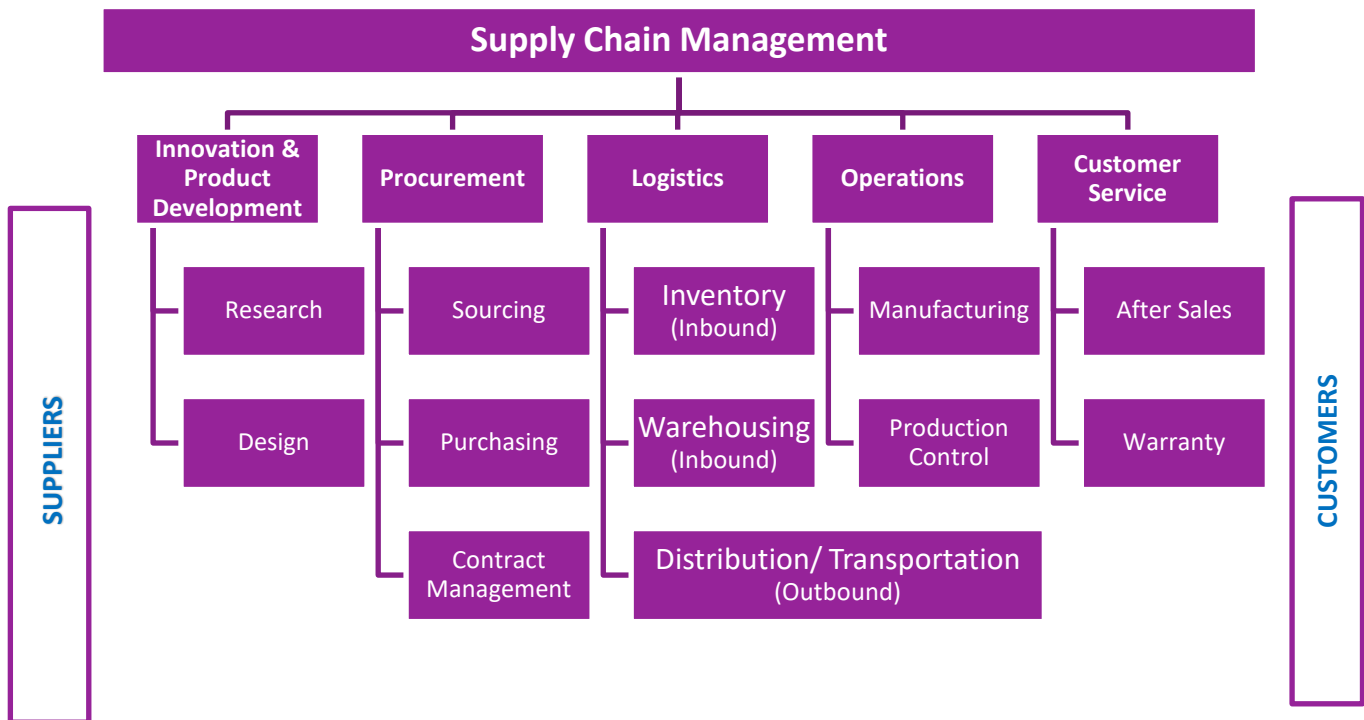 Supply Chain Management
Innovation &
Product
Development
Procurement
Logistics
Operations
Customer
Service
Research
Sourcing
Inventory
(Inbound)
Manufacturing
After Sales
Design
Purchasing
Warehousing
(Inbound)
Production
Control
Warranty
Contract
Management
Distribution/ Transportation
(Outbound)
SUPPLIERS
CUSTOMERS